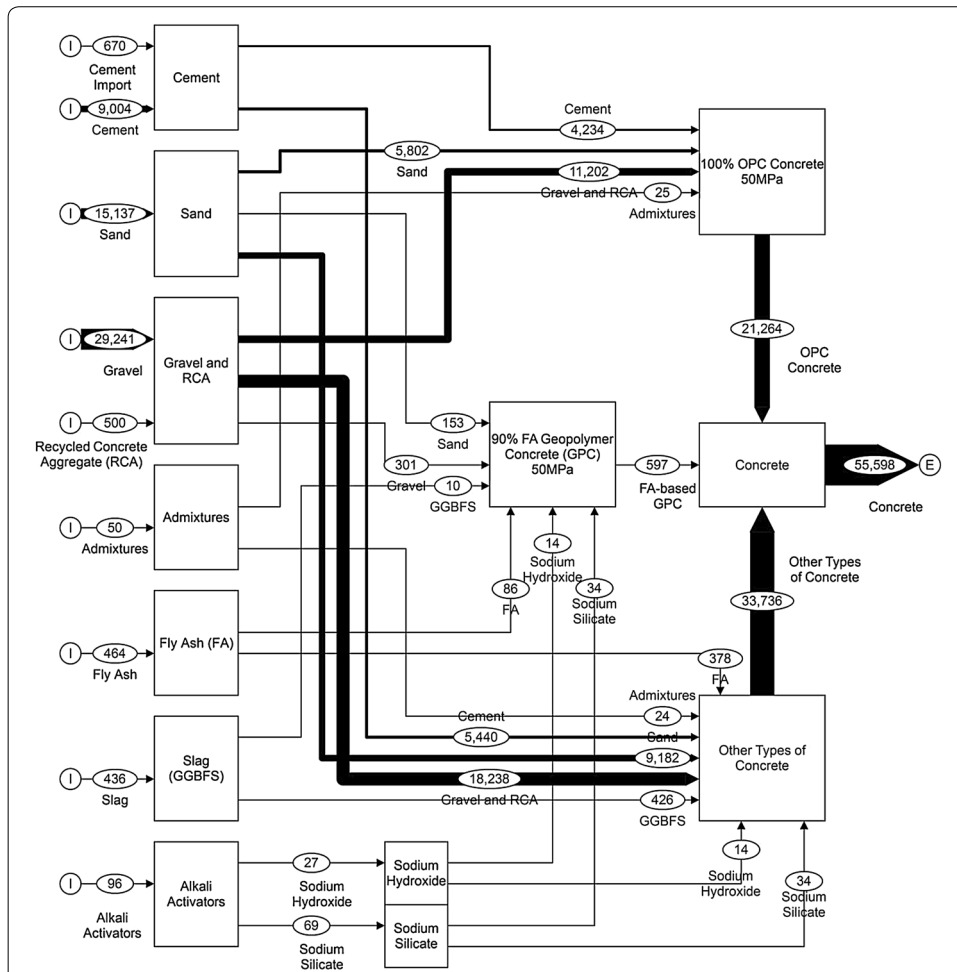 I
670
Cement
Import
I
9,004
Cement
Cement
Cement
4,234
5,802
Sand
11,202
Gravel and RCA
25
Admixtures
100% OPC Concrete
50MPa
I
15,137
Sand
Sand
I
29,241
Gravel
Gravel and
RCA
21,264
OPC
Concrete
I
500
Recycled Concrete
Aggregate (RCA)
153
Sand
301
Gravel
10
GGBFS
90% FA Geopolymer
Concrete (GPC)
50MPa
597
FA-based
GPC
Concrete
55,598
E
Concrete
I
50
Admixtures
Admixtures
14
Sodium
Hydroxide
86
FA
34
Sodium
Silicate
Other Types
of Concrete
33,736
I
464
Fly Ash
Fly Ash (FA)
378
FA
Admixtures
24
Cement
5,440
Sand
9,182
18,238
Gravel and RCA
426
GGBFS
Other Types of
Concrete
I
436
Slag
Slag
(GGBFS)
14
Sodium
Hydroxide
34
Sodium
Silicate
I
96
Alkali
Activators
Alkali
Activators
27
Sodium
Hydroxide
Sodium
Hydroxide
69
Sodium
Silicate
Sodium
Silicate